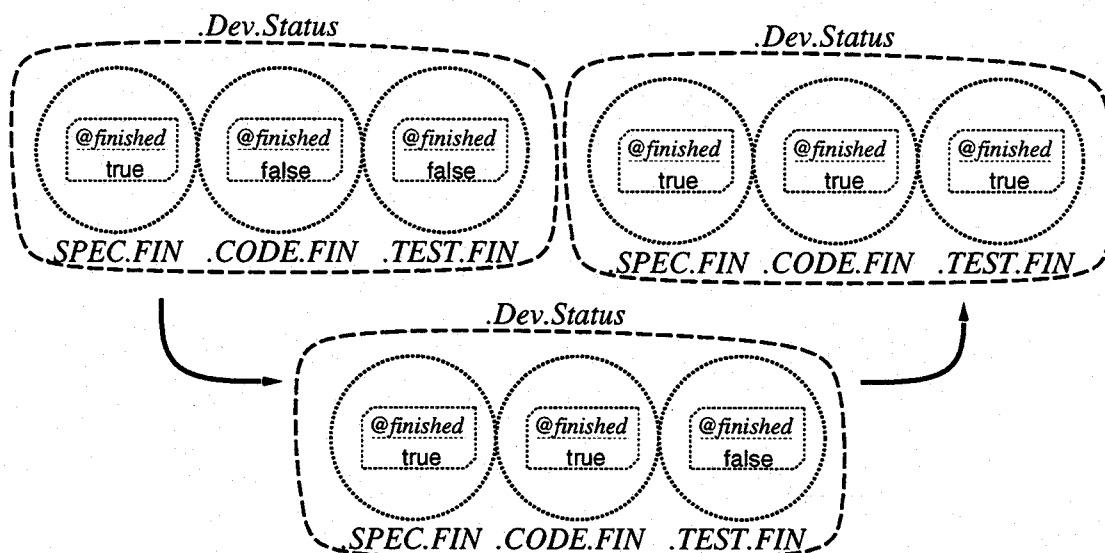 .Dev.Status
@finished @finished @finished
true false false
.SPEC.FIN .CODE.FIN .TEST.FIN
.Dev.Status
@finished @finished @finished
true true true
.SPEC.FIN .CODE.FIN .TEST.FIN
.Dev.Status
@finished @finished @finished
true true false
.SPEC.FIN .CODE.FIN .TEST.FIN